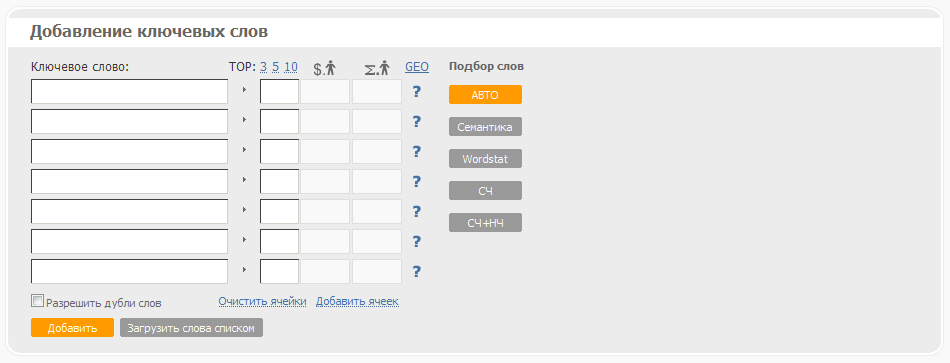 Добавление ключевых слов
Ключевое слово: TOP: 3 5 10 $. Σ. GEO Подбор слов
? АВТО
? Семантика
? Wordstat
? СЧ
? СЧ+НЧ
?
?
Разрешить дубли слов Очистить ячейки Добавить ячеек
Добавить Загрузить слова списком